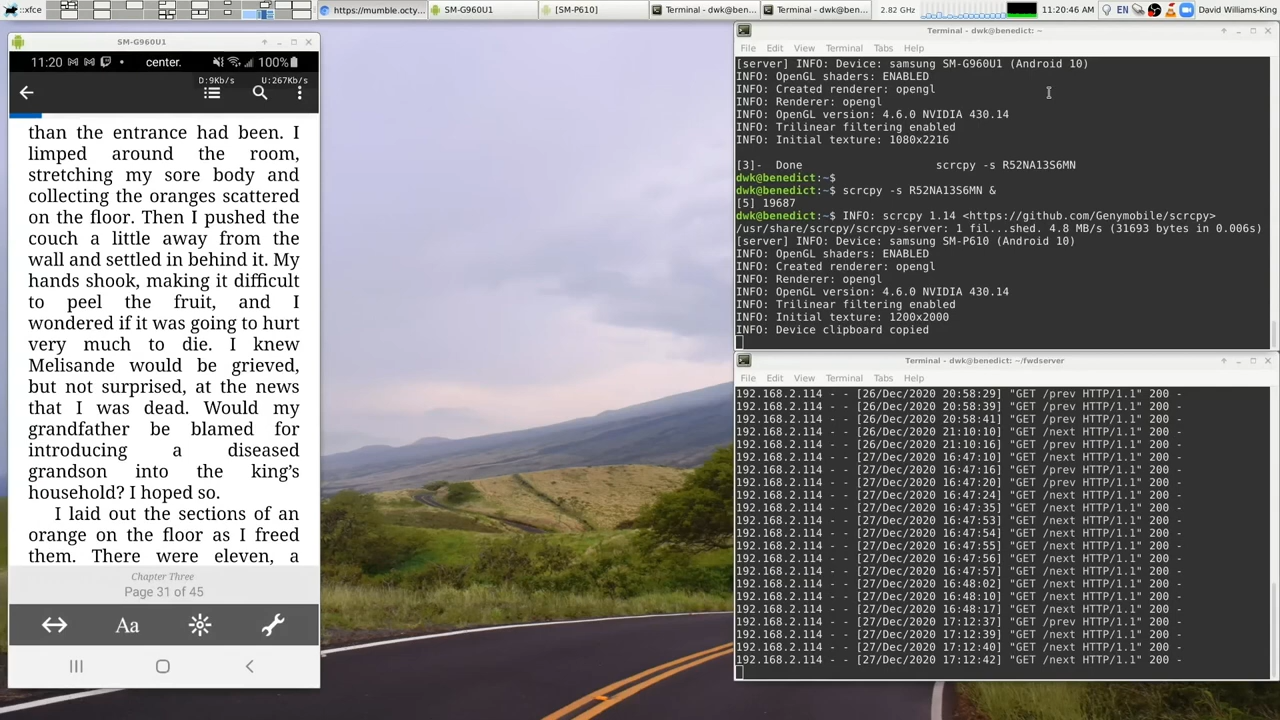 xfce
https://mumble.octy...
SM-G960U1
[SM-P610]
Terminal - dwk@ben...
Terminal - dwk@ben...
2.82 GHz
11:20:46 AM
EN
David Williams-King
SM-G960U1
11:20
center.
100%
D:9Kb/s
U:267Kb/s
than the entrance had been. I
limped around the room,
stretching my sore body and
collecting the oranges scattered
on the floor. Then I pushed the
couch a little away from the
wall and settled in behind it. My
hands shook, making it difficult
to peel the fruit, and I
wondered if it was going to hurt
very much to die. I knew
Melisande would be grieved,
but not surprised, at the news
that I was dead. Would my
grandfather be blamed for
introducing a diseased
grandson into the king's
household? I hoped so.
I laid out the sections of an
orange on the floor as I freed
them. There were eleven, a
Chapter Three
Page 31 of 45
Aa
Terminal - dwk@benedict: ~
File Edit View Terminal Tabs Help
[server] INFO: Device: samsung SM-G960U1 (Android 10)
INFO: OpenGL shaders: ENABLED
INFO: Created renderer: opengl
INFO: Renderer: opengl
INFO: OpenGL version: 4.6.0 NVIDIA 430.14
INFO: Trilinear filtering enabled
INFO: Initial texture: 1080x2216
[3]- Done scrcpy -s R52NA13S6MN
dwk@benedict:~$
dwk@benedict:~$ scrcpy -s R52NA13S6MN &
[5] 19687
dwk@benedict:~$ INFO: scrcpy 1.14 <https://github.com/Genymobile/scrcpy>
/usr/share/scrcpy/scrcpy-server: 1 fil...shed. 4.8 MB/s (31693 bytes in 0.006s)
[server] INFO: Device: samsung SM-P610 (Android 10)
INFO: OpenGL shaders: ENABLED
INFO: Created renderer: opengl
INFO: Renderer: opengl
INFO: OpenGL version: 4.6.0 NVIDIA 430.14
INFO: Trilinear filtering enabled
INFO: Initial texture: 1200x2000
INFO: Device clipboard copied
Terminal - dwk@benedict: ~/fwdserver
File Edit View Terminal Tabs Help
192.168.2.114 - - [26/Dec/2020 20:58:29] "GET /prev HTTP/1.1" 200 -
192.168.2.114 - - [26/Dec/2020 20:58:39] "GET /prev HTTP/1.1" 200 -
192.168.2.114 - - [26/Dec/2020 20:58:41] "GET /prev HTTP/1.1" 200 -
192.168.2.114 - - [26/Dec/2020 21:10:10] "GET /next HTTP/1.1" 200 -
192.168.2.114 - - [26/Dec/2020 21:10:16] "GET /prev HTTP/1.1" 200 -
192.168.2.114 - - [27/Dec/2020 16:47:10] "GET /next HTTP/1.1" 200 -
192.168.2.114 - - [27/Dec/2020 16:47:16] "GET /prev HTTP/1.1" 200 -
192.168.2.114 - - [27/Dec/2020 16:47:20] "GET /prev HTTP/1.1" 200 -
192.168.2.114 - - [27/Dec/2020 16:47:24] "GET /next HTTP/1.1" 200 -
192.168.2.114 - - [27/Dec/2020 16:47:35] "GET /next HTTP/1.1" 200 -
192.168.2.114 - - [27/Dec/2020 16:47:53] "GET /next HTTP/1.1" 200 -
192.168.2.114 - - [27/Dec/2020 16:47:54] "GET /next HTTP/1.1" 200 -
192.168.2.114 - - [27/Dec/2020 16:47:55] "GET /next HTTP/1.1" 200 -
192.168.2.114 - - [27/Dec/2020 16:47:56] "GET /next HTTP/1.1" 200 -
192.168.2.114 - - [27/Dec/2020 16:47:57] "GET /next HTTP/1.1" 200 -
192.168.2.114 - - [27/Dec/2020 16:48:02] "GET /next HTTP/1.1" 200 -
192.168.2.114 - - [27/Dec/2020 16:48:10] "GET /next HTTP/1.1" 200 -
192.168.2.114 - - [27/Dec/2020 16:48:17] "GET /next HTTP/1.1" 200 -
192.168.2.114 - - [27/Dec/2020 17:12:37] "GET /prev HTTP/1.1" 200 -
192.168.2.114 - - [27/Dec/2020 17:12:39] "GET /next HTTP/1.1" 200 -
192.168.2.114 - - [27/Dec/2020 17:12:40] "GET /next HTTP/1.1" 200 -
192.168.2.114 - - [27/Dec/2020 17:12:42] "GET /next HTTP/1.1" 200 -